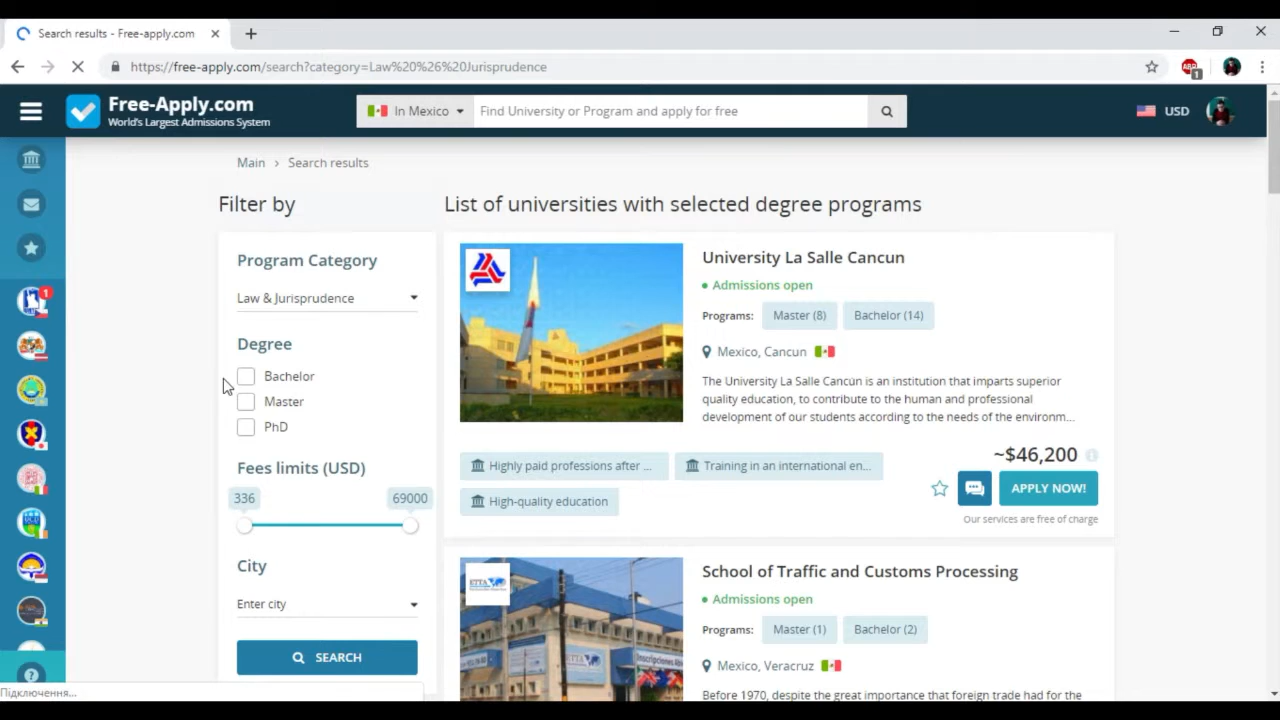 Search results - Free-apply.com
https://free-apply.com/search?category=Law%20%26%20Jurisprudence
ABP
1
Free-Apply.com
World's Largest Admissions System
In Mexico
Find University or Program and apply for free
USD
Main › Search results
Filter by
List of universities with selected degree programs
Program Category
Law & Jurisprudence
Degree
Bachelor
Master
PhD
Fees limits (USD)
336
69000
City
Enter city
SEARCH
University La Salle Cancun
Admissions open
Programs: Master (8) Bachelor (14)
Mexico, Cancun
The University La Salle Cancún is an institution that imparts superior
quality education, to contribute to the human and professional
development of our students according to the needs of the environm...
~$46,200
Highly paid professions after ...
Training in an international en...
High-quality education
APPLY NOW!
Our services are free of charge
School of Traffic and Customs Processing
Admissions open
Programs: Master (1) Bachelor (2)
Mexico, Veracruz
Before 1970, despite the great importance that foreign trade had for the
ETTA
1
?
Підключення...